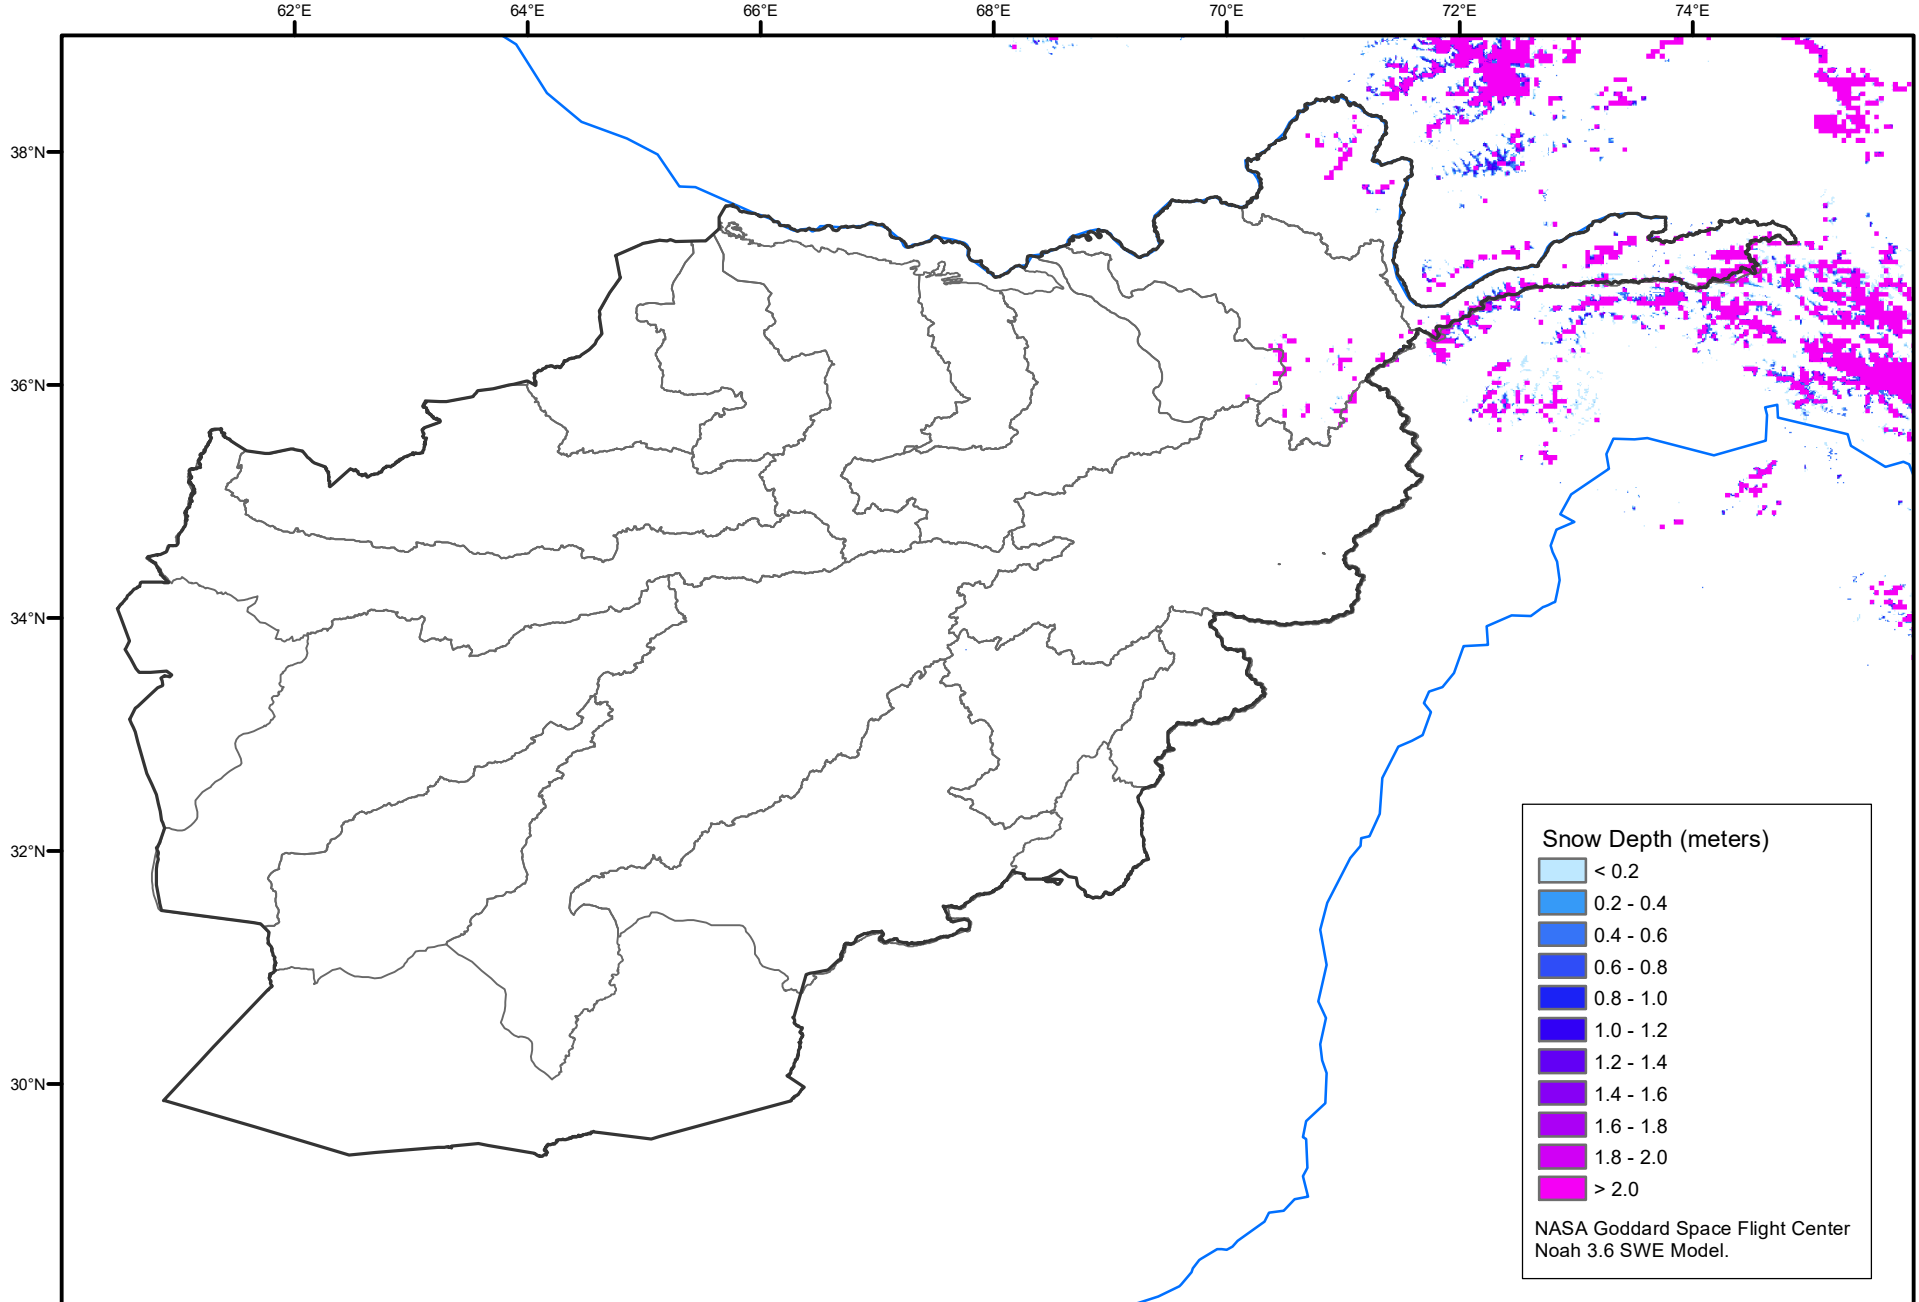 62°E 64°E 66°E 68°E 70°E 72°E 74°E
38°N
36°N
34°N
32°N
30°N
Snow Depth (meters)
< 0.2
0.2 - 0.4
0.4 - 0.6
0.6 - 0.8
0.8 - 1.0
1.0 - 1.2
1.2 - 1.4
1.4 - 1.6
1.6 - 1.8
1.8 - 2.0
> 2.0
NASA Goddard Space Flight Center
Noah 3.6 SWE Model.